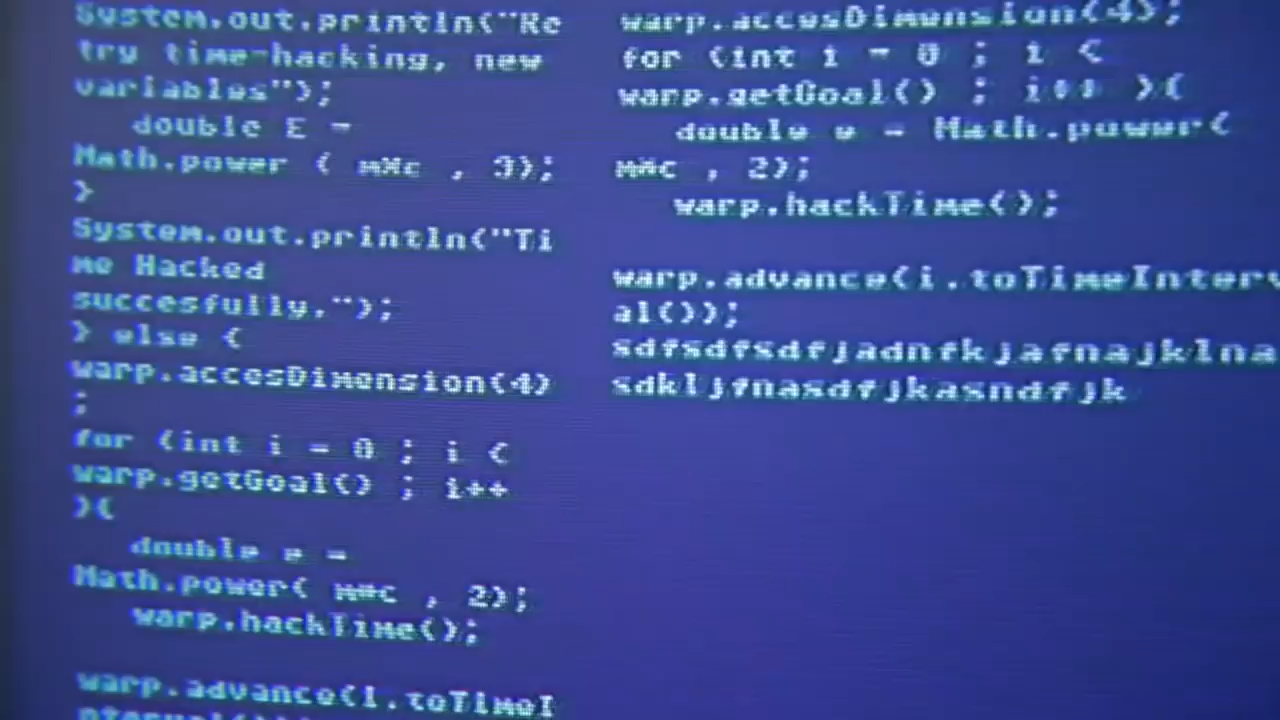 System.out.println("Re
try time-hacking, new
variables");
double E =
Math.power ( mXc , 3);
}
System.out.println("Ti
me Hacked
succesfully.");
} else {
warp.accesDimension(4)
;
for (int i = 0 ; i <
warp.getGoal() ; i++
){
double e =
Math.power( m*c , 2);
warp.hackTime();
warp.advance(i.toTimeI
warp.accesDimension(4);
for (int i = 0 ; i <
warp.getGoal() ; i++ ){
double e = Math.power(
m*c , 2);
warp.hackTime();
warp.advance(i.toTimeInterv
al());
sdfsdfsdfjadnfkjafnajklna
sdkljfnasdfjkasndfjk